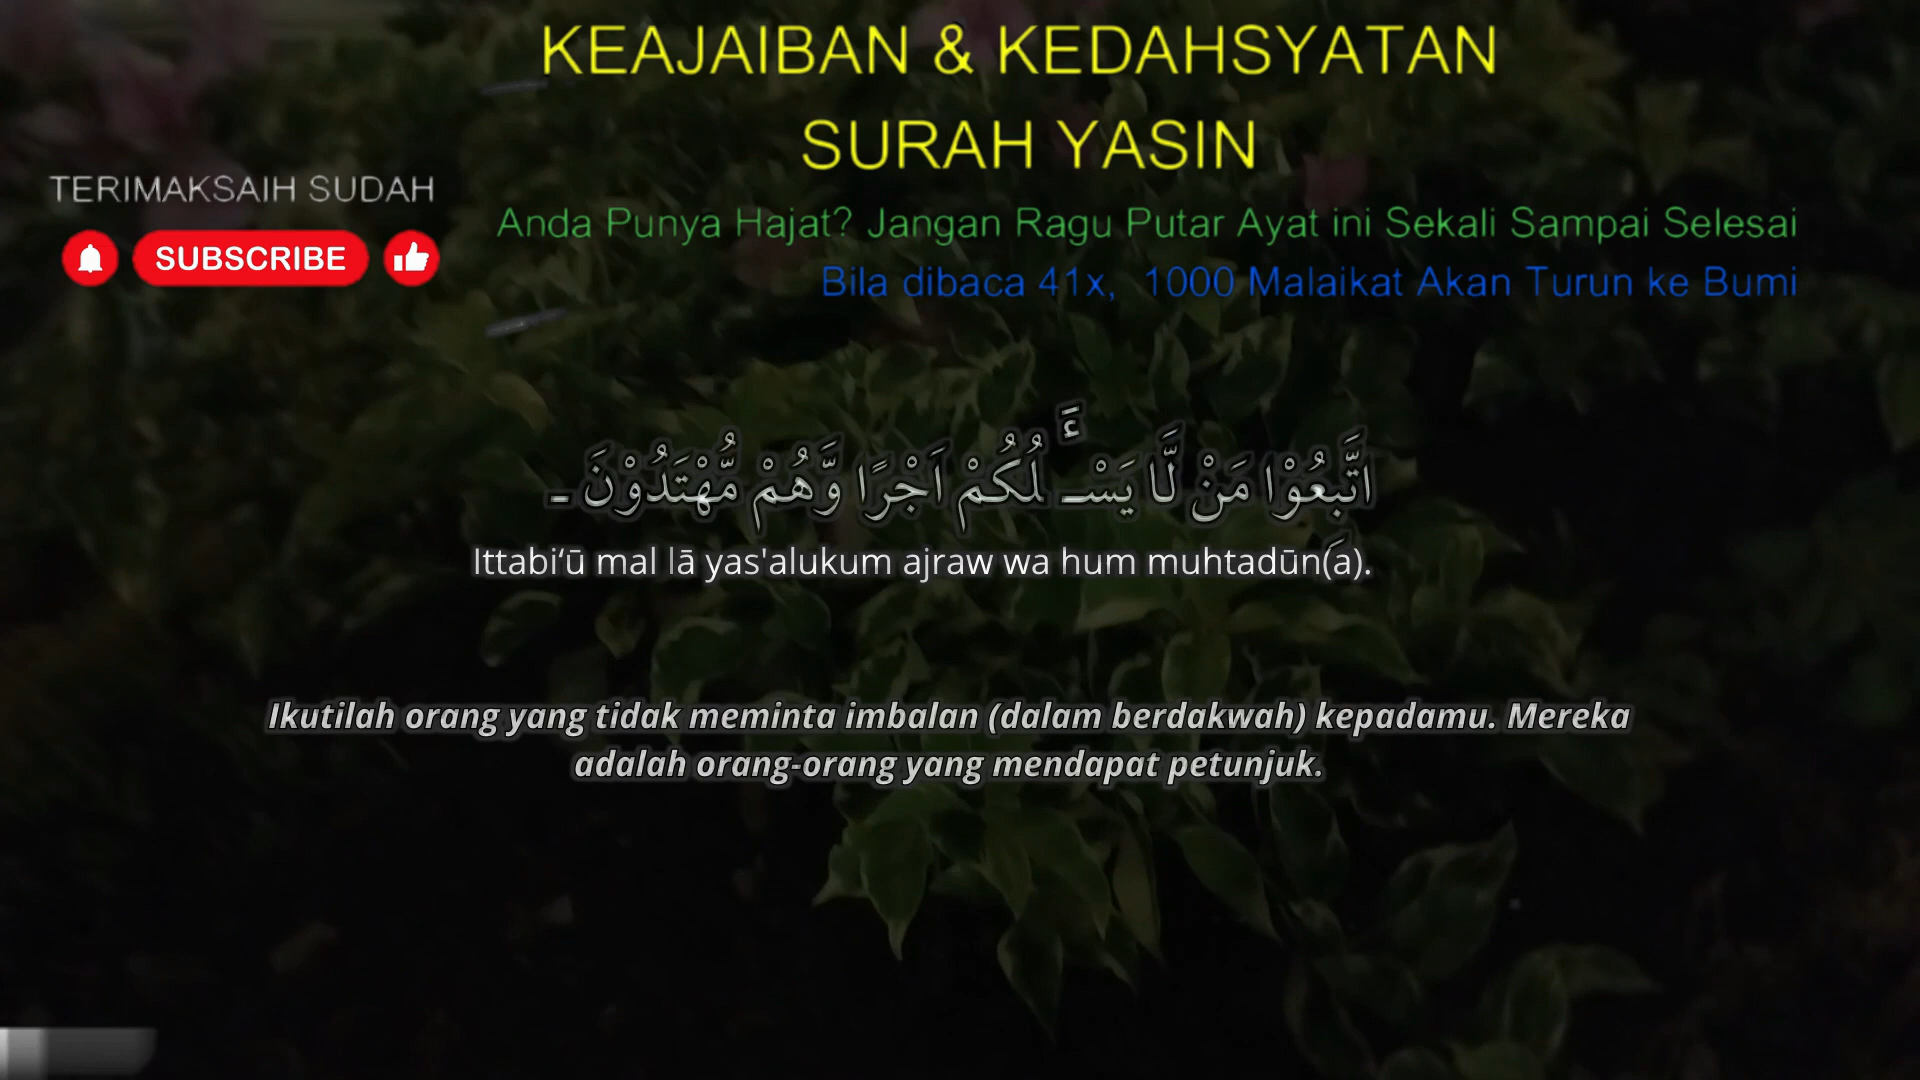 KEAJAIBAN & KEDAHSYATAN
SURAH YASIN
TERIMAKSAIH SUDAH
SUBSCRIBE
Anda Punya Hajat? Jangan Ragu Putar Ayat ini Sekali Sampai Selesai
Bila dibaca 41x, 1000 Malaikat Akan Turun ke Bumi
اتَّبِعُوْا مَنْ لَّا يَسْـَٔلُكُمْ اَجْرًا وَّهُمْ مُّهْتَدُوْنَ ـ
Ittabi‘ū mal lā yas'alukum ajraw wa hum muhtadūn(a).
Ikutilah orang yang tidak meminta imbalan (dalam berdakwah) kepadamu. Mereka
adalah orang-orang yang mendapat petunjuk.